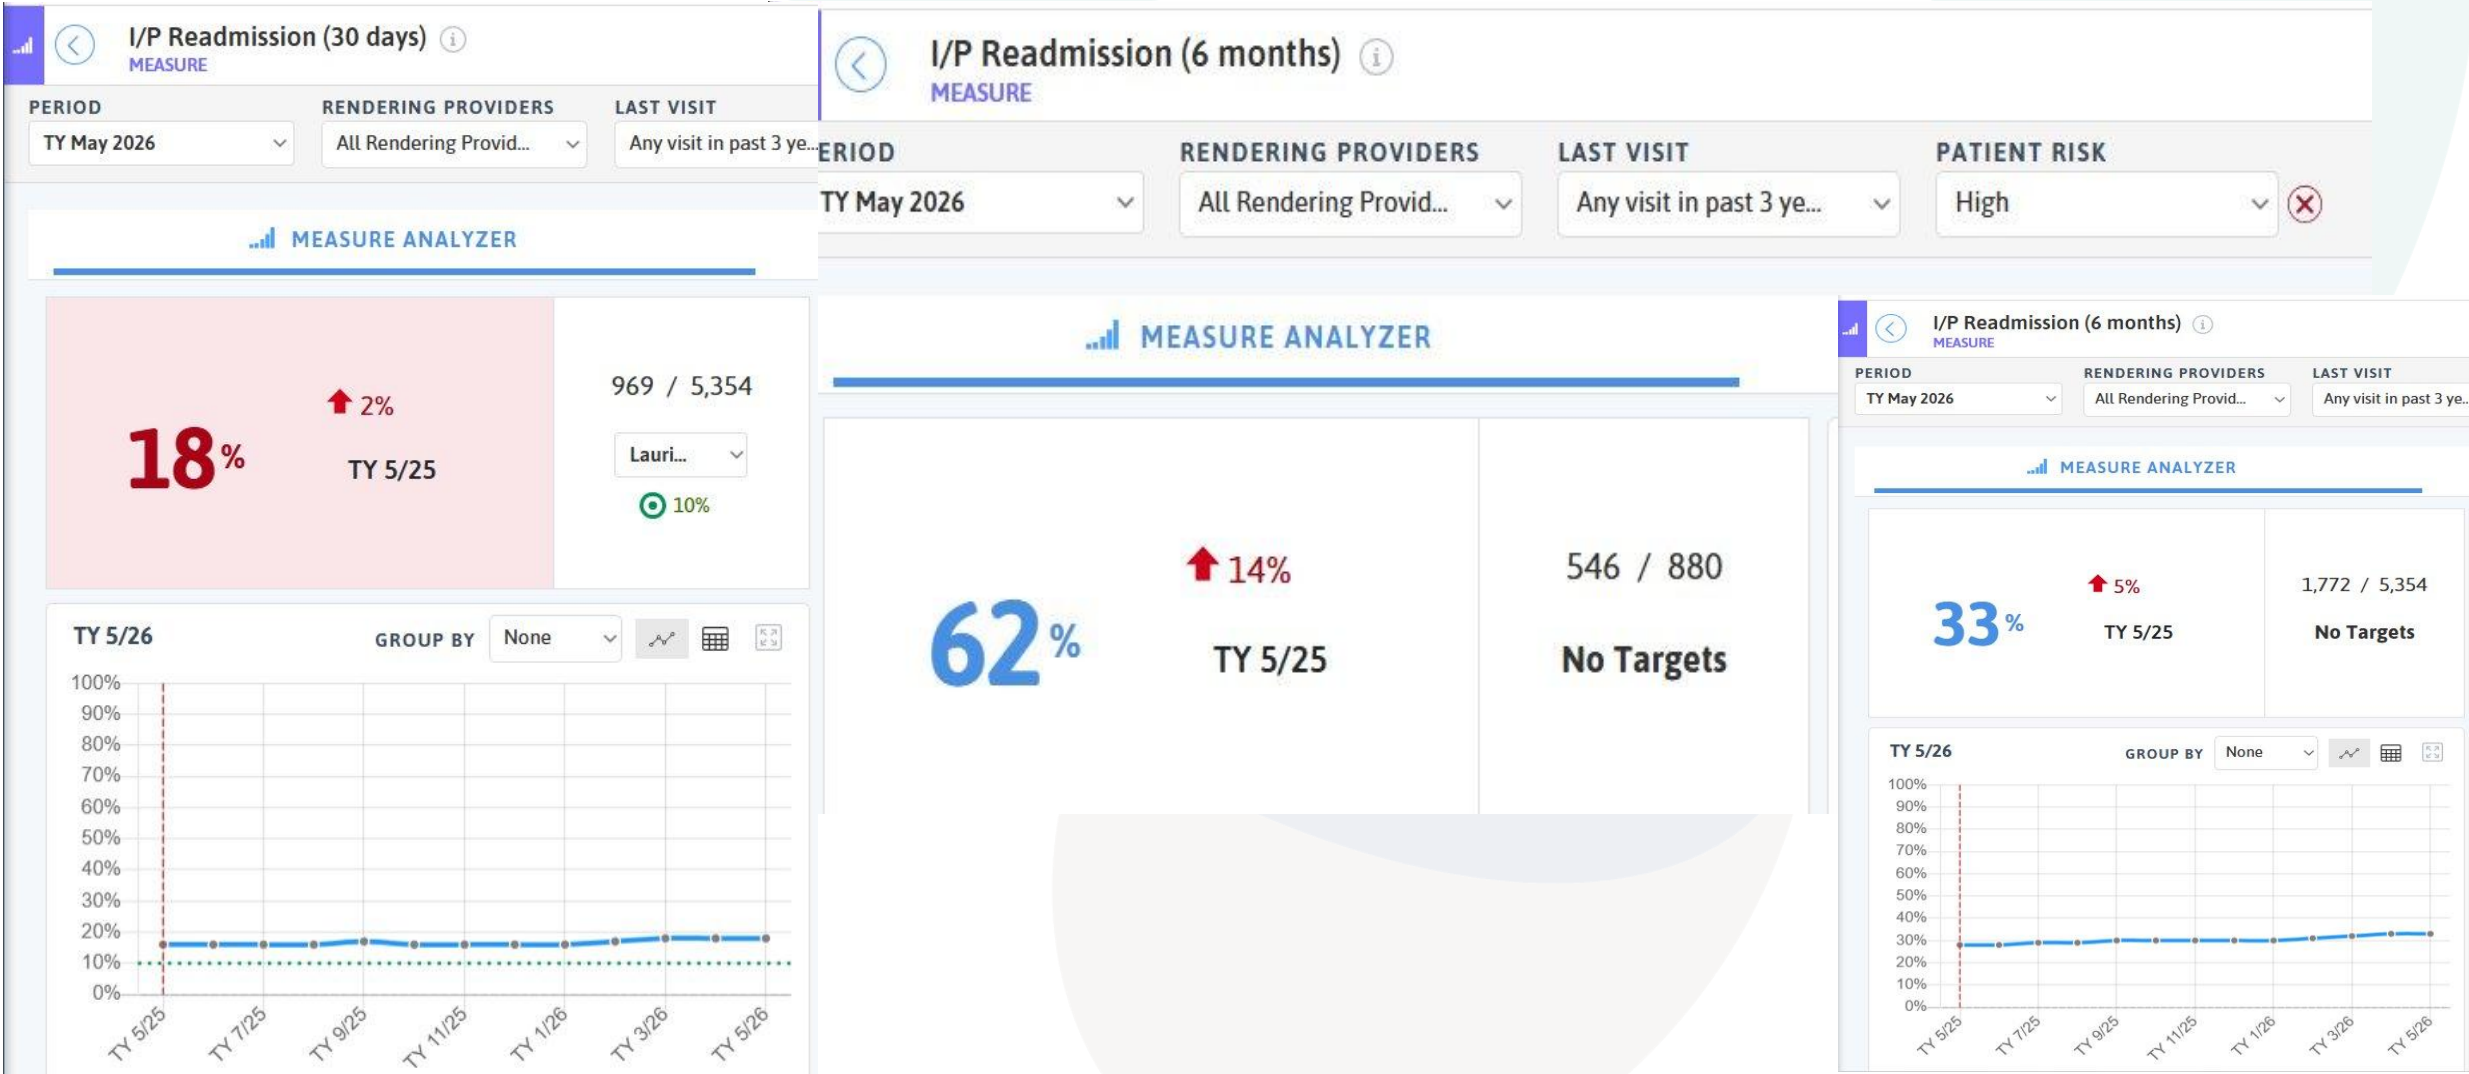 I/P Readmission (30 days)
MEASURE
PERIOD RENDERING PROVIDERS LAST VISIT
TY May 2026 All Rendering Provid... Any visit in past 3 ye...
MEASURE ANALYZER
18% 2% TY 5/25
969 / 5,354
Lauri...
10%
TY 5/26 GROUP BY None
100%
90%
80%
70%
60%
50%
40%
30%
20%
10%
0%
TY 5/25 TY 7/25 TY 9/25 TY 11/25 TY 1/26 TY 3/26 TY 5/26
I/P Readmission (6 months)
MEASURE
ERIOD RENDERING PROVIDERS LAST VISIT PATIENT RISK
TY May 2026 All Rendering Provid... Any visit in past 3 ye... High
MEASURE ANALYZER
62% 14% TY 5/25
546 / 880
No Targets
I/P Readmission (6 months)
MEASURE
PERIOD RENDERING PROVIDERS LAST VISIT
TY May 2026 All Rendering Provid... Any visit in past 3 ye...
MEASURE ANALYZER
33% 5% TY 5/25
1,772 / 5,354
No Targets
TY 5/26 GROUP BY None
100%
90%
80%
70%
60%
50%
40%
30%
20%
10%
0%
TY 5/25 TY 7/25 TY 9/25 TY 11/25 TY 1/26 TY 3/26 TY 5/26